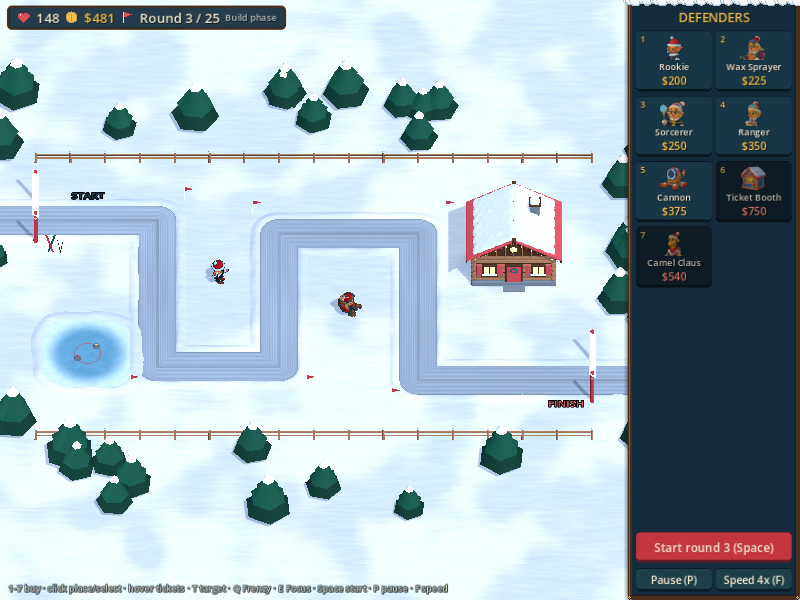 148 $481 Round 3 / 25 Build phase
DEFENDERS
1
Rookie
$200
2
Wax Sprayer
$225
3
Sorcerer
$250
4
Ranger
$350
5
Cannon
$375
6
Ticket Booth
$750
7
Camel Claus
$540
START
FINISH
Start round 3 (Space)
Pause (P)
Speed 4x (F)
1-7 buy · click place/select · hover tickets · T target · Q Frenzy · E Focus · Space start · P pause · F speed